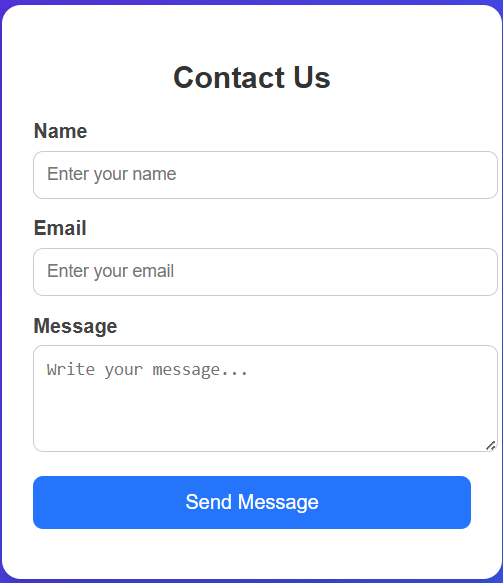 Contact Us
Name
Enter your name
Email
Enter your email
Message
Write your message...
Send Message